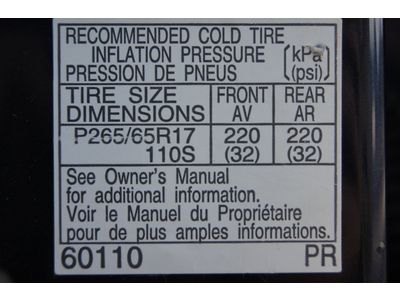 RECOMMENDED COLD TIRE
INFLATION PRESSURE (kPa)
PRESSION DE PNEUS (psi)
TIRE SIZE FRONT REAR
DIMENSIONS AV AR
P265/65R17 220 220
110S (32) (32)
See Owner's Manual
for additional information.
Voir le Manuel du Propriétaire
pour de plus amples informations.
60110 PR